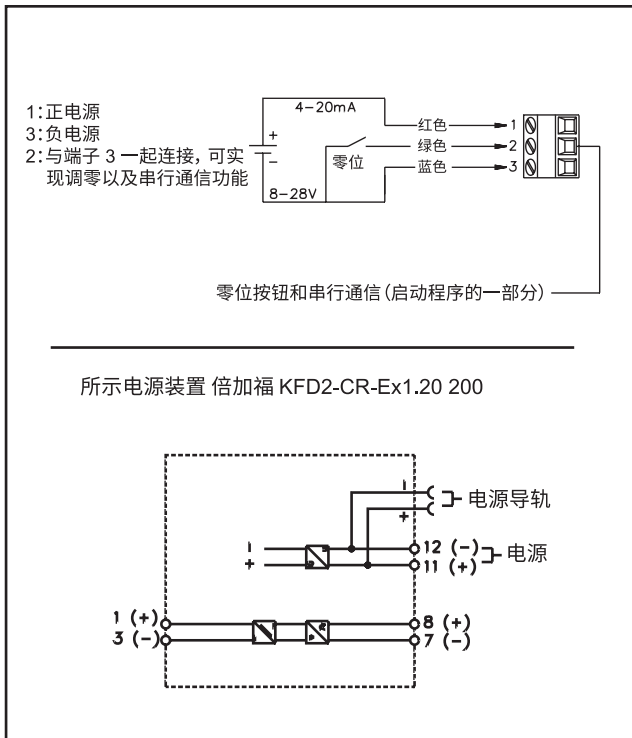 1:正电源
3:负电源
2:与端子 3 一起连接, 可实
现调零以及串行通信功能
4-20mA
+
−
零位
8-28V
红色
绿色
蓝色
1
2
3
零位按钮和串行通信 (启动程序的一部分)
所示电源装置 倍加福 KFD2-CR-Ex1.20 200
+
电源导轨
+
12 (-)
11 (+)
电源
1 (+)
3 (-)
8 (+)
7 (-)